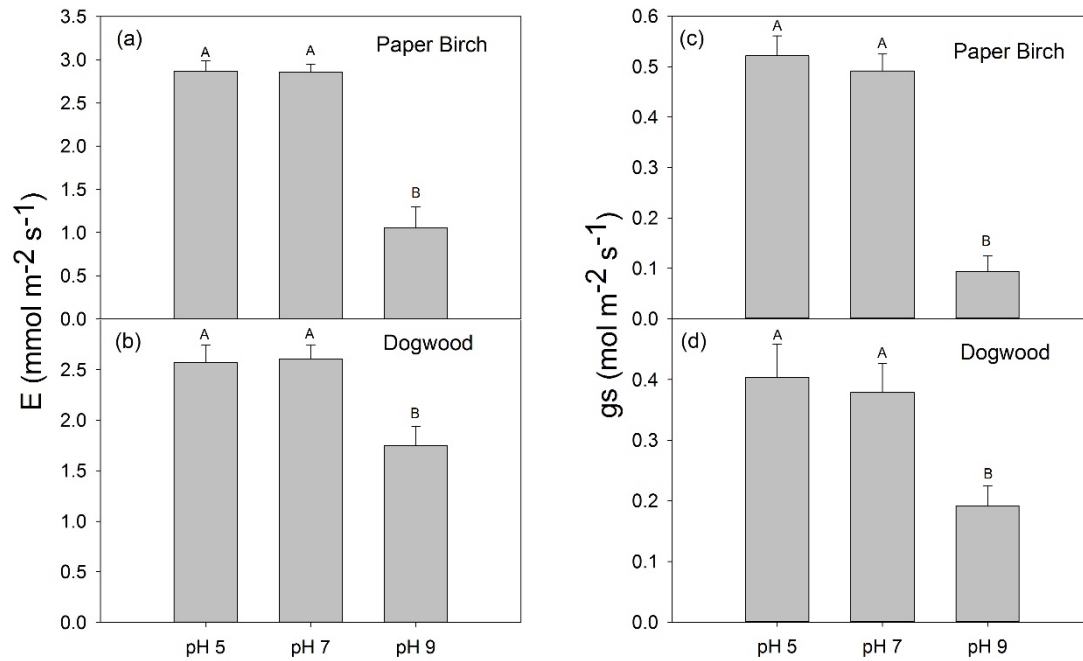 3.5
(a)
Paper Birch
3.0
A
A
2.5
2.0
1.5
B
1.0
0.5
0.0
(b)
Dogwood
A
A
2.5
2.0
B
1.5
1.0
0.5
0.0
pH 5
pH 7
pH 9
E (mmol m-2 s-1)
0.6
(c)
Paper Birch
A
A
0.5
0.4
0.3
0.2
B
0.1
0.0
(d)
Dogwood
A
A
0.4
0.3
B
0.2
0.1
0.0
pH 5
pH 7
pH 9
gs (mol m-2 s-1)